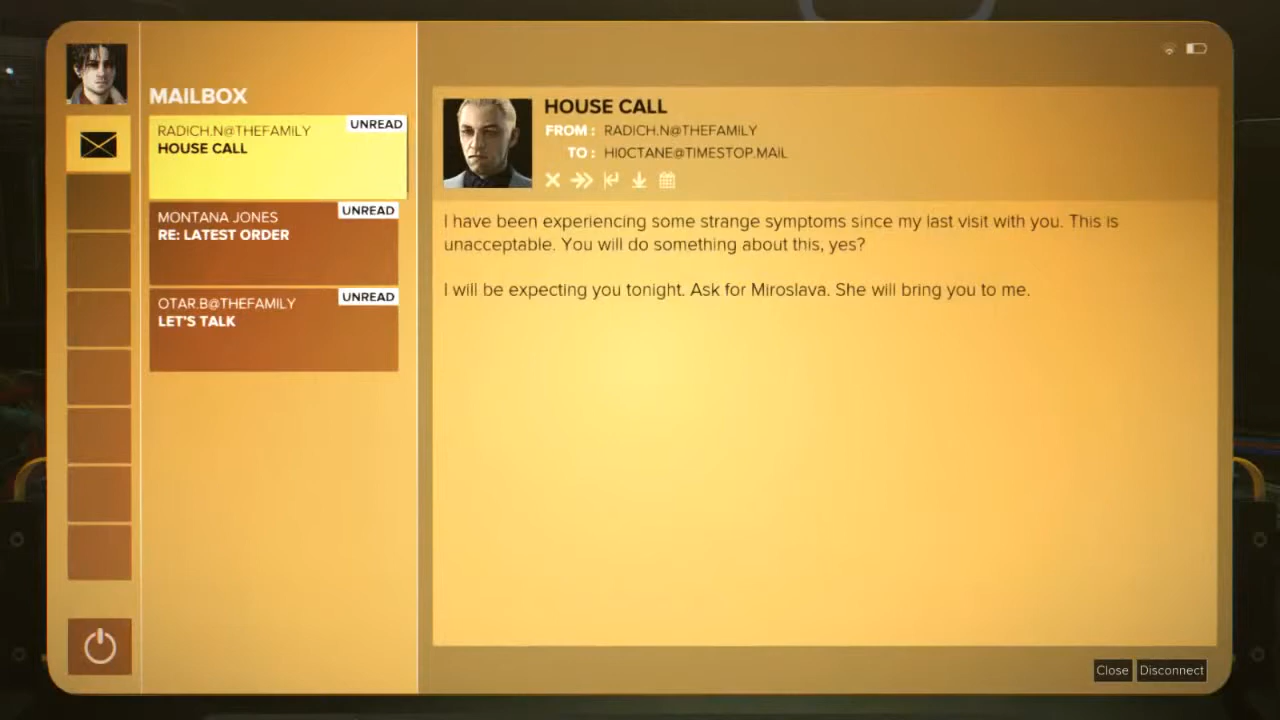 MAILBOX
RADICH.N@THEFAMILY
UNREAD
HOUSE CALL
MONTANA JONES
UNREAD
RE: LATEST ORDER
OTAR.B@THEFAMILY
UNREAD
LET'S TALK
HOUSE CALL
FROM : RADICH.N@THEFAMILY
TO : HI0CTANE@TIMESTOP.MAIL
I have been experiencing some strange symptoms since my last visit with you. This is
unacceptable. You will do something about this, yes?
I will be expecting you tonight. Ask for Miroslava. She will bring you to me.
Close
Disconnect